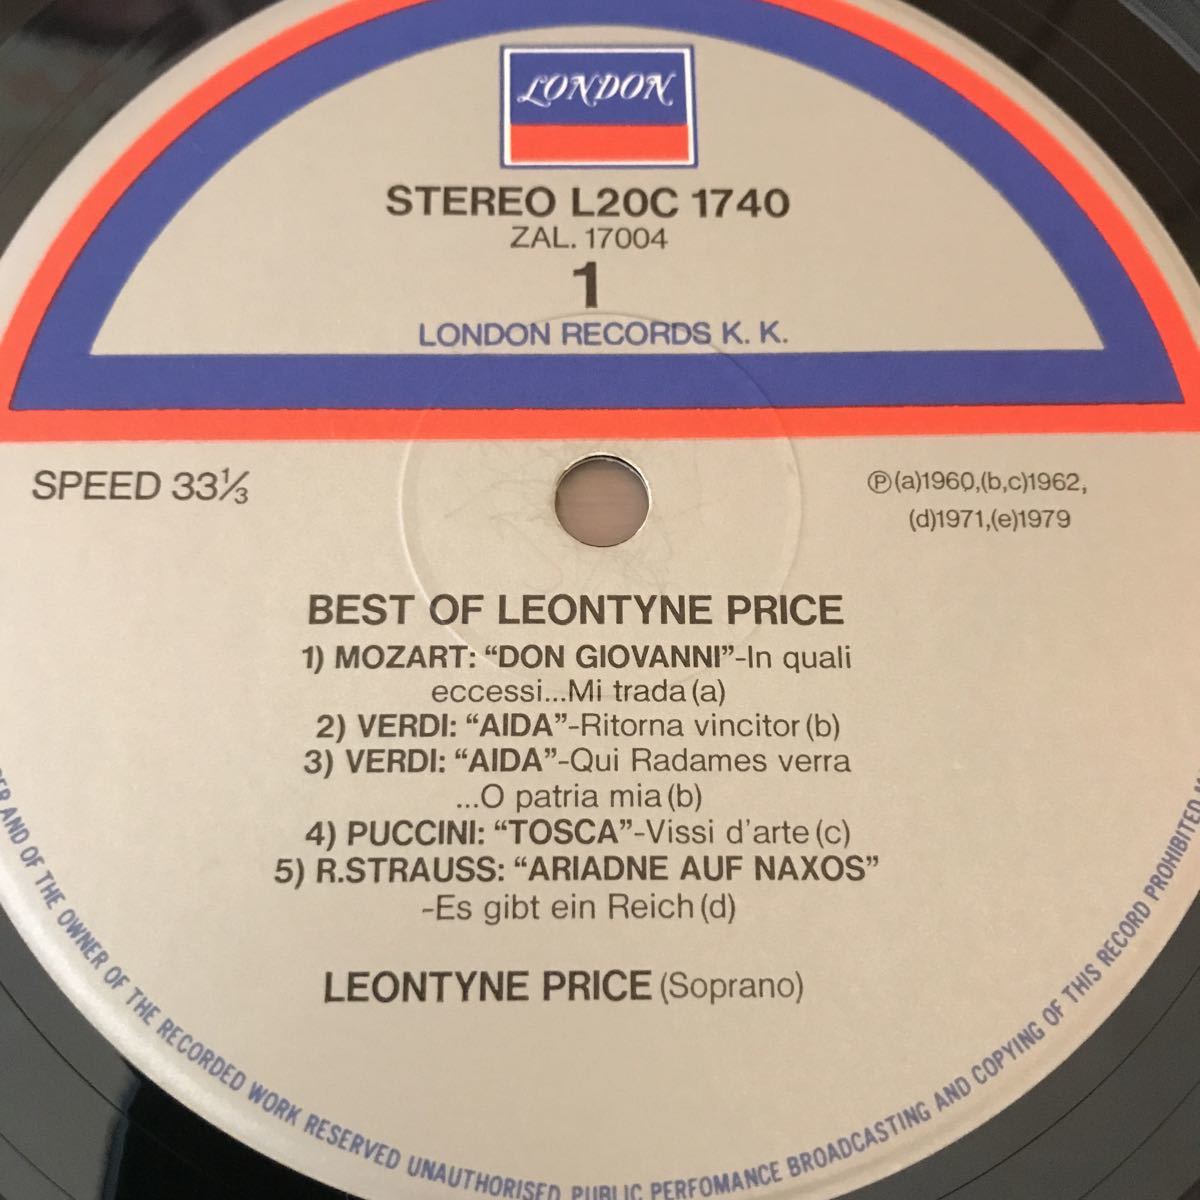 LONDON
STEREO L20C 1740
ZAL. 17004
1
LONDON RECORDS K. K.
SPEED 33⅓
Ⓟ(a)1960,(b,c)1962,
(d)1971,(e)1979
BEST OF LEONTYNE PRICE
1) MOZART: “DON GIOVANNI”-In quali
eccessi...Mi trada(a)
2) VERDI: “AIDA”-Ritorna vincitor(b)
3) VERDI: “AIDA”-Qui Radames verra
...O patria mia(b)
4) PUCCINI: “TOSCA”-Vissi d’arte(c)
5) R.STRAUSS: “ARIADNE AUF NAXOS”
-Es gibt ein Reich(d)
LEONTYNE PRICE (Soprano)
AND OF THE OWNER OF THE RECORDED WORK RESERVED UNAUTHORISED PUBLIC PERFOMANCE BROADCASTING AND COPYING OF THIS RECORD PROHIBITED